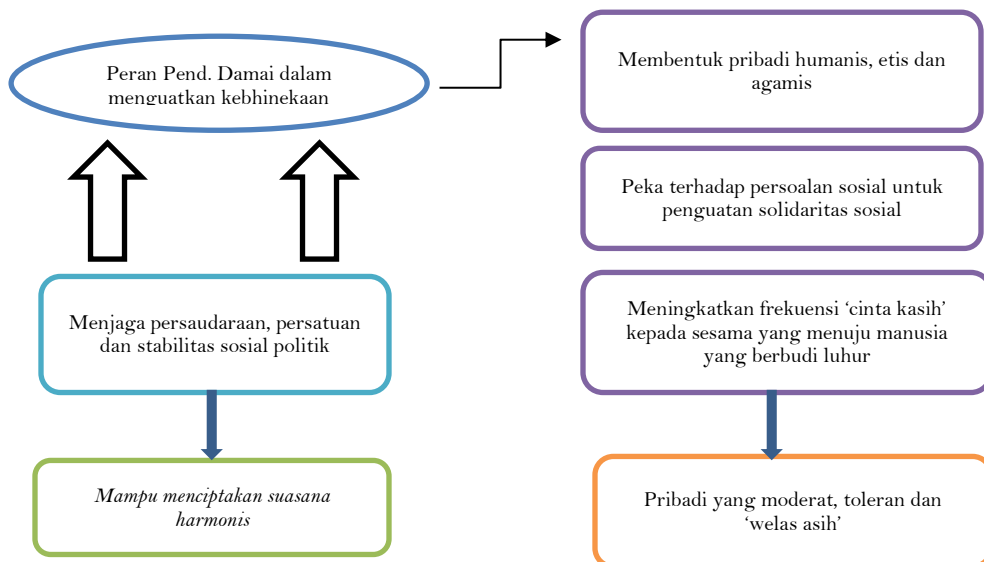 Peran Pend. Damai dalam
menguatkan kebhinekaan
Membentuk pribadi humanis, etis dan
agamis
Peka terhadap persoalan sosial untuk
penguatan solidaritas sosial
Menjaga persaudaraan, persatuan
dan stabilitas sosial politik
Meningkatkan frekuensi ‘cinta kasih’
kepada sesama yang menuju manusia
yang berbudi luhur
Mampu menciptakan suasana
harmonis
Pribadi yang moderat, toleran dan
‘welas asih’